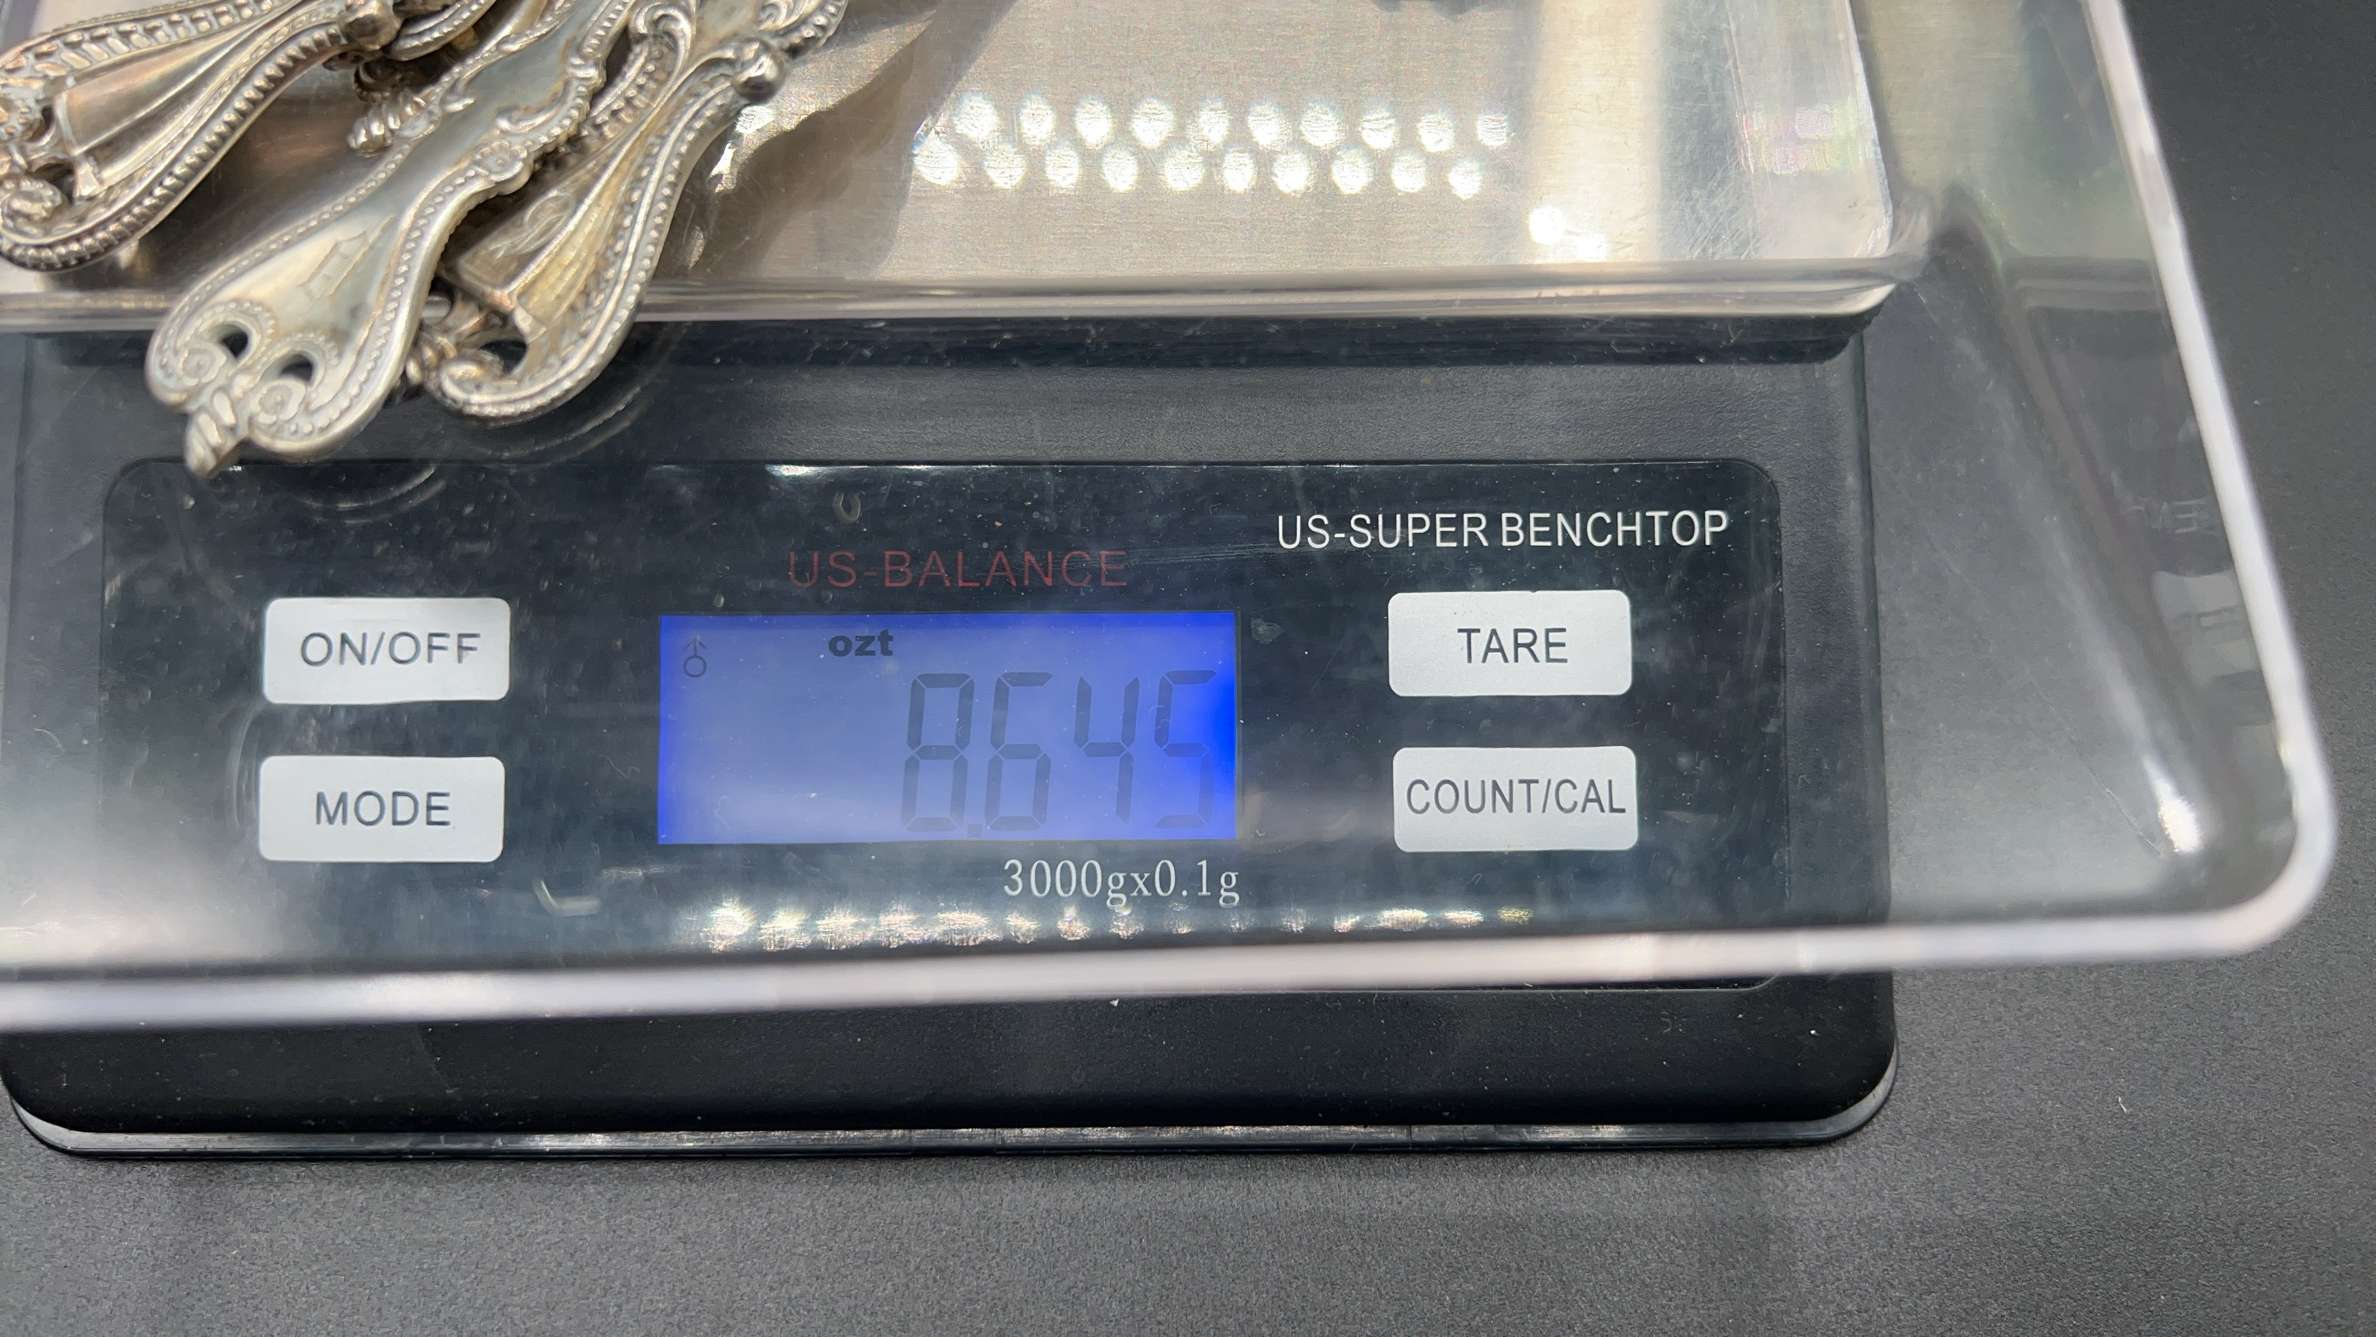 US-SUPER BENCHTOP
US-BALANCE
ON/OFF
ozt
TARE
8.645
MODE
COUNT/CAL
3000gx0.1g